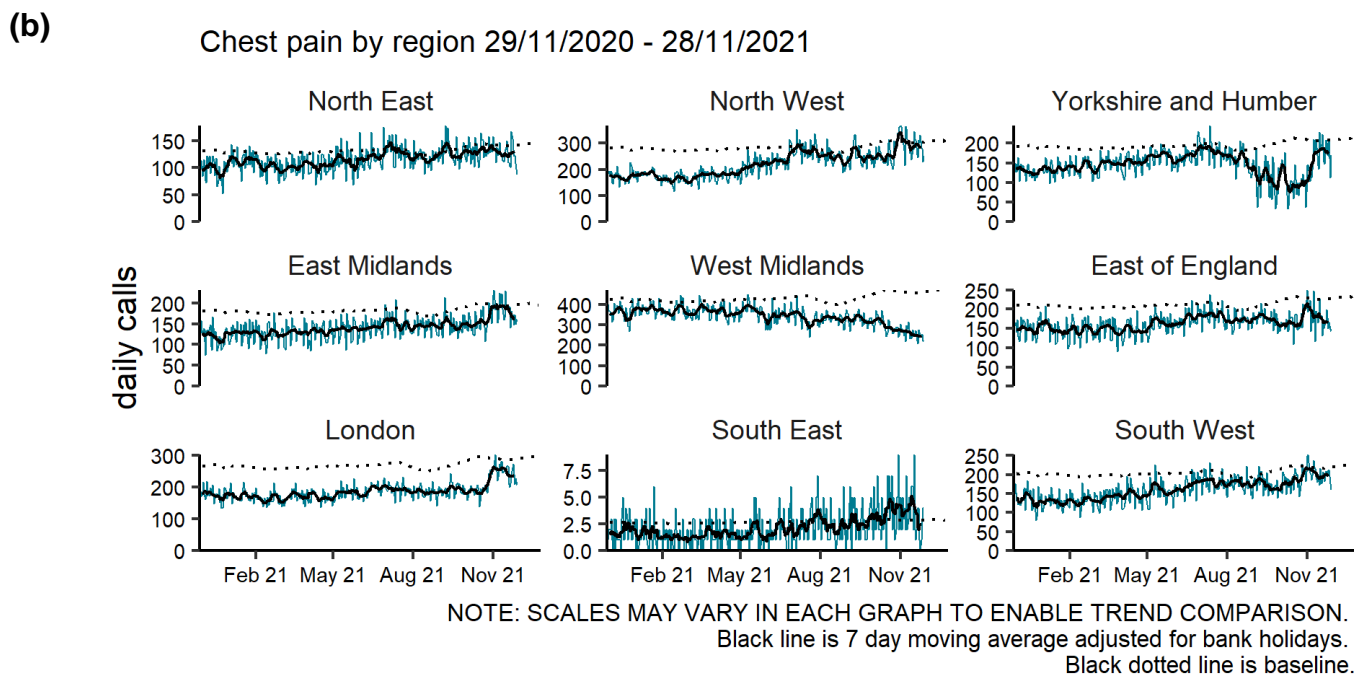 (b)
Chest pain by region 29/11/2020 - 28/11/2021
North East
North West
Yorkshire and Humber
150
100
50
0
300
200
100
0
200
150
100
50
0
East Midlands
West Midlands
East of England
daily calls
200
150
100
50
0
400
300
200
100
0
250
200
150
100
50
0
London
South East
South West
300
200
100
0
7.5
5.0
2.5
0.0
250
200
150
100
50
0
Feb 21 May 21 Aug 21 Nov 21
Feb 21 May 21 Aug 21 Nov 21
Feb 21 May 21 Aug 21 Nov 21
NOTE: SCALES MAY VARY IN EACH GRAPH TO ENABLE TREND COMPARISON.
Black line is 7 day moving average adjusted for bank holidays.
Black dotted line is baseline.